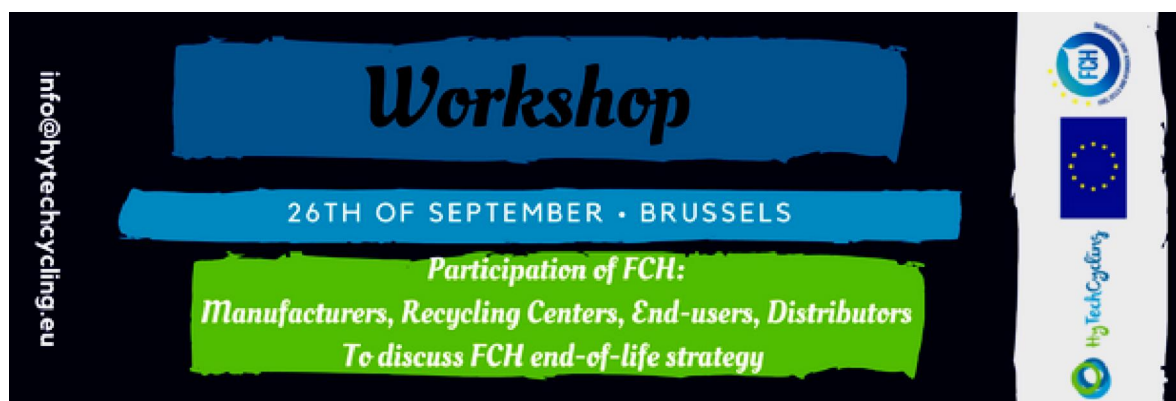 info@hytechcycling.eu
Workshop
26TH OF SEPTEMBER • BRUSSELS
Participation of FCH:
Manufacturers, Recycling Centers, End-users, Distributors
To discuss FCH end-of-life strategy
FCH
HyTechCycling